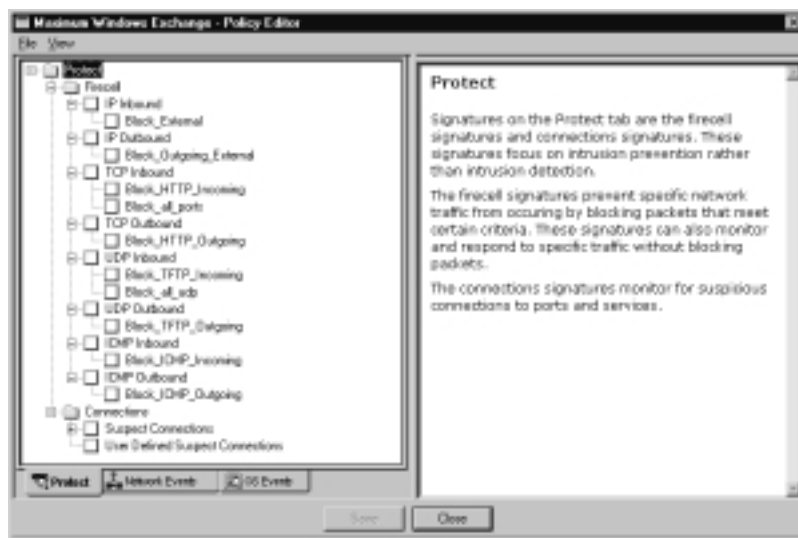 Maximum Windows Exchange - Policy Editor
File View
Protect
Firecell
IP Inbound
Block_External
IP Outbound
Block_Outgoing_External
TCP Inbound
Block_HTTP_Incoming
Block_all_ports
TCP Outbound
Block_HTTP_Outgoing
UDP Inbound
Block_TFTP_Incoming
Block_all_udp
UDP Outbound
Block_TFTP_Outgoing
ICMP Inbound
Block_ICMP_Incoming
ICMP Outbound
Block_ICMP_Outgoing
Connections
Suspect Connections
User Defined Suspect Connections
Protect
Network Events
OS Events
Protect
Signatures on the Protect tab are the firecell
signatures and connections signatures. These
signatures focus on intrusion prevention rather
than intrusion detection.
The firecell signatures prevent specific network
traffic from occuring by blocking packets that meet
certain criteria. These signatures can also monitor
and respond to specific traffic without blocking
packets.
The connections signatures monitor for suspicious
connections to ports and services.
Save
Close